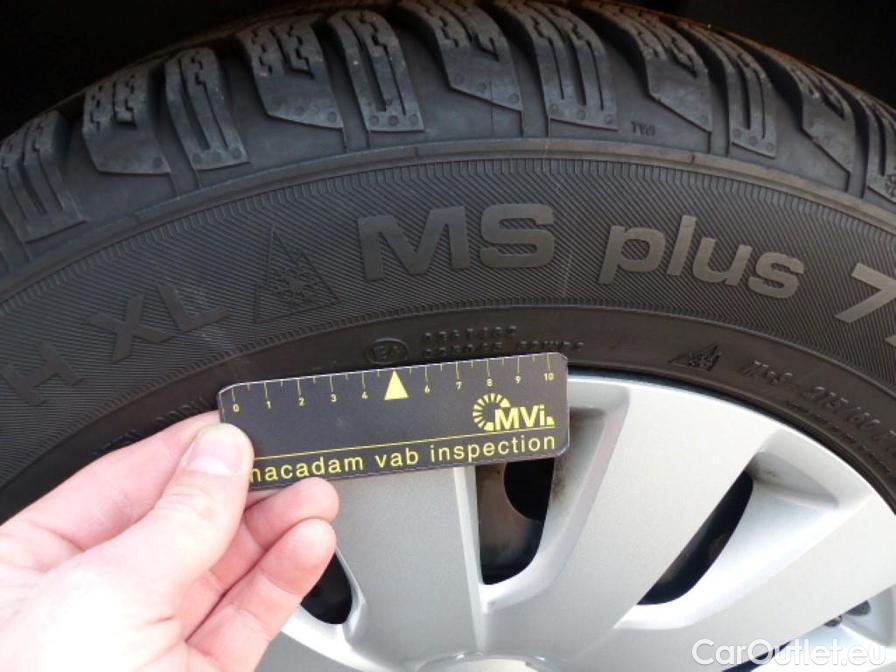 TWI
H XL MS plus 7
0 1 2 3 4 6 7 8 9 10
MVi
macadam vab inspection
CarOutlet.eu